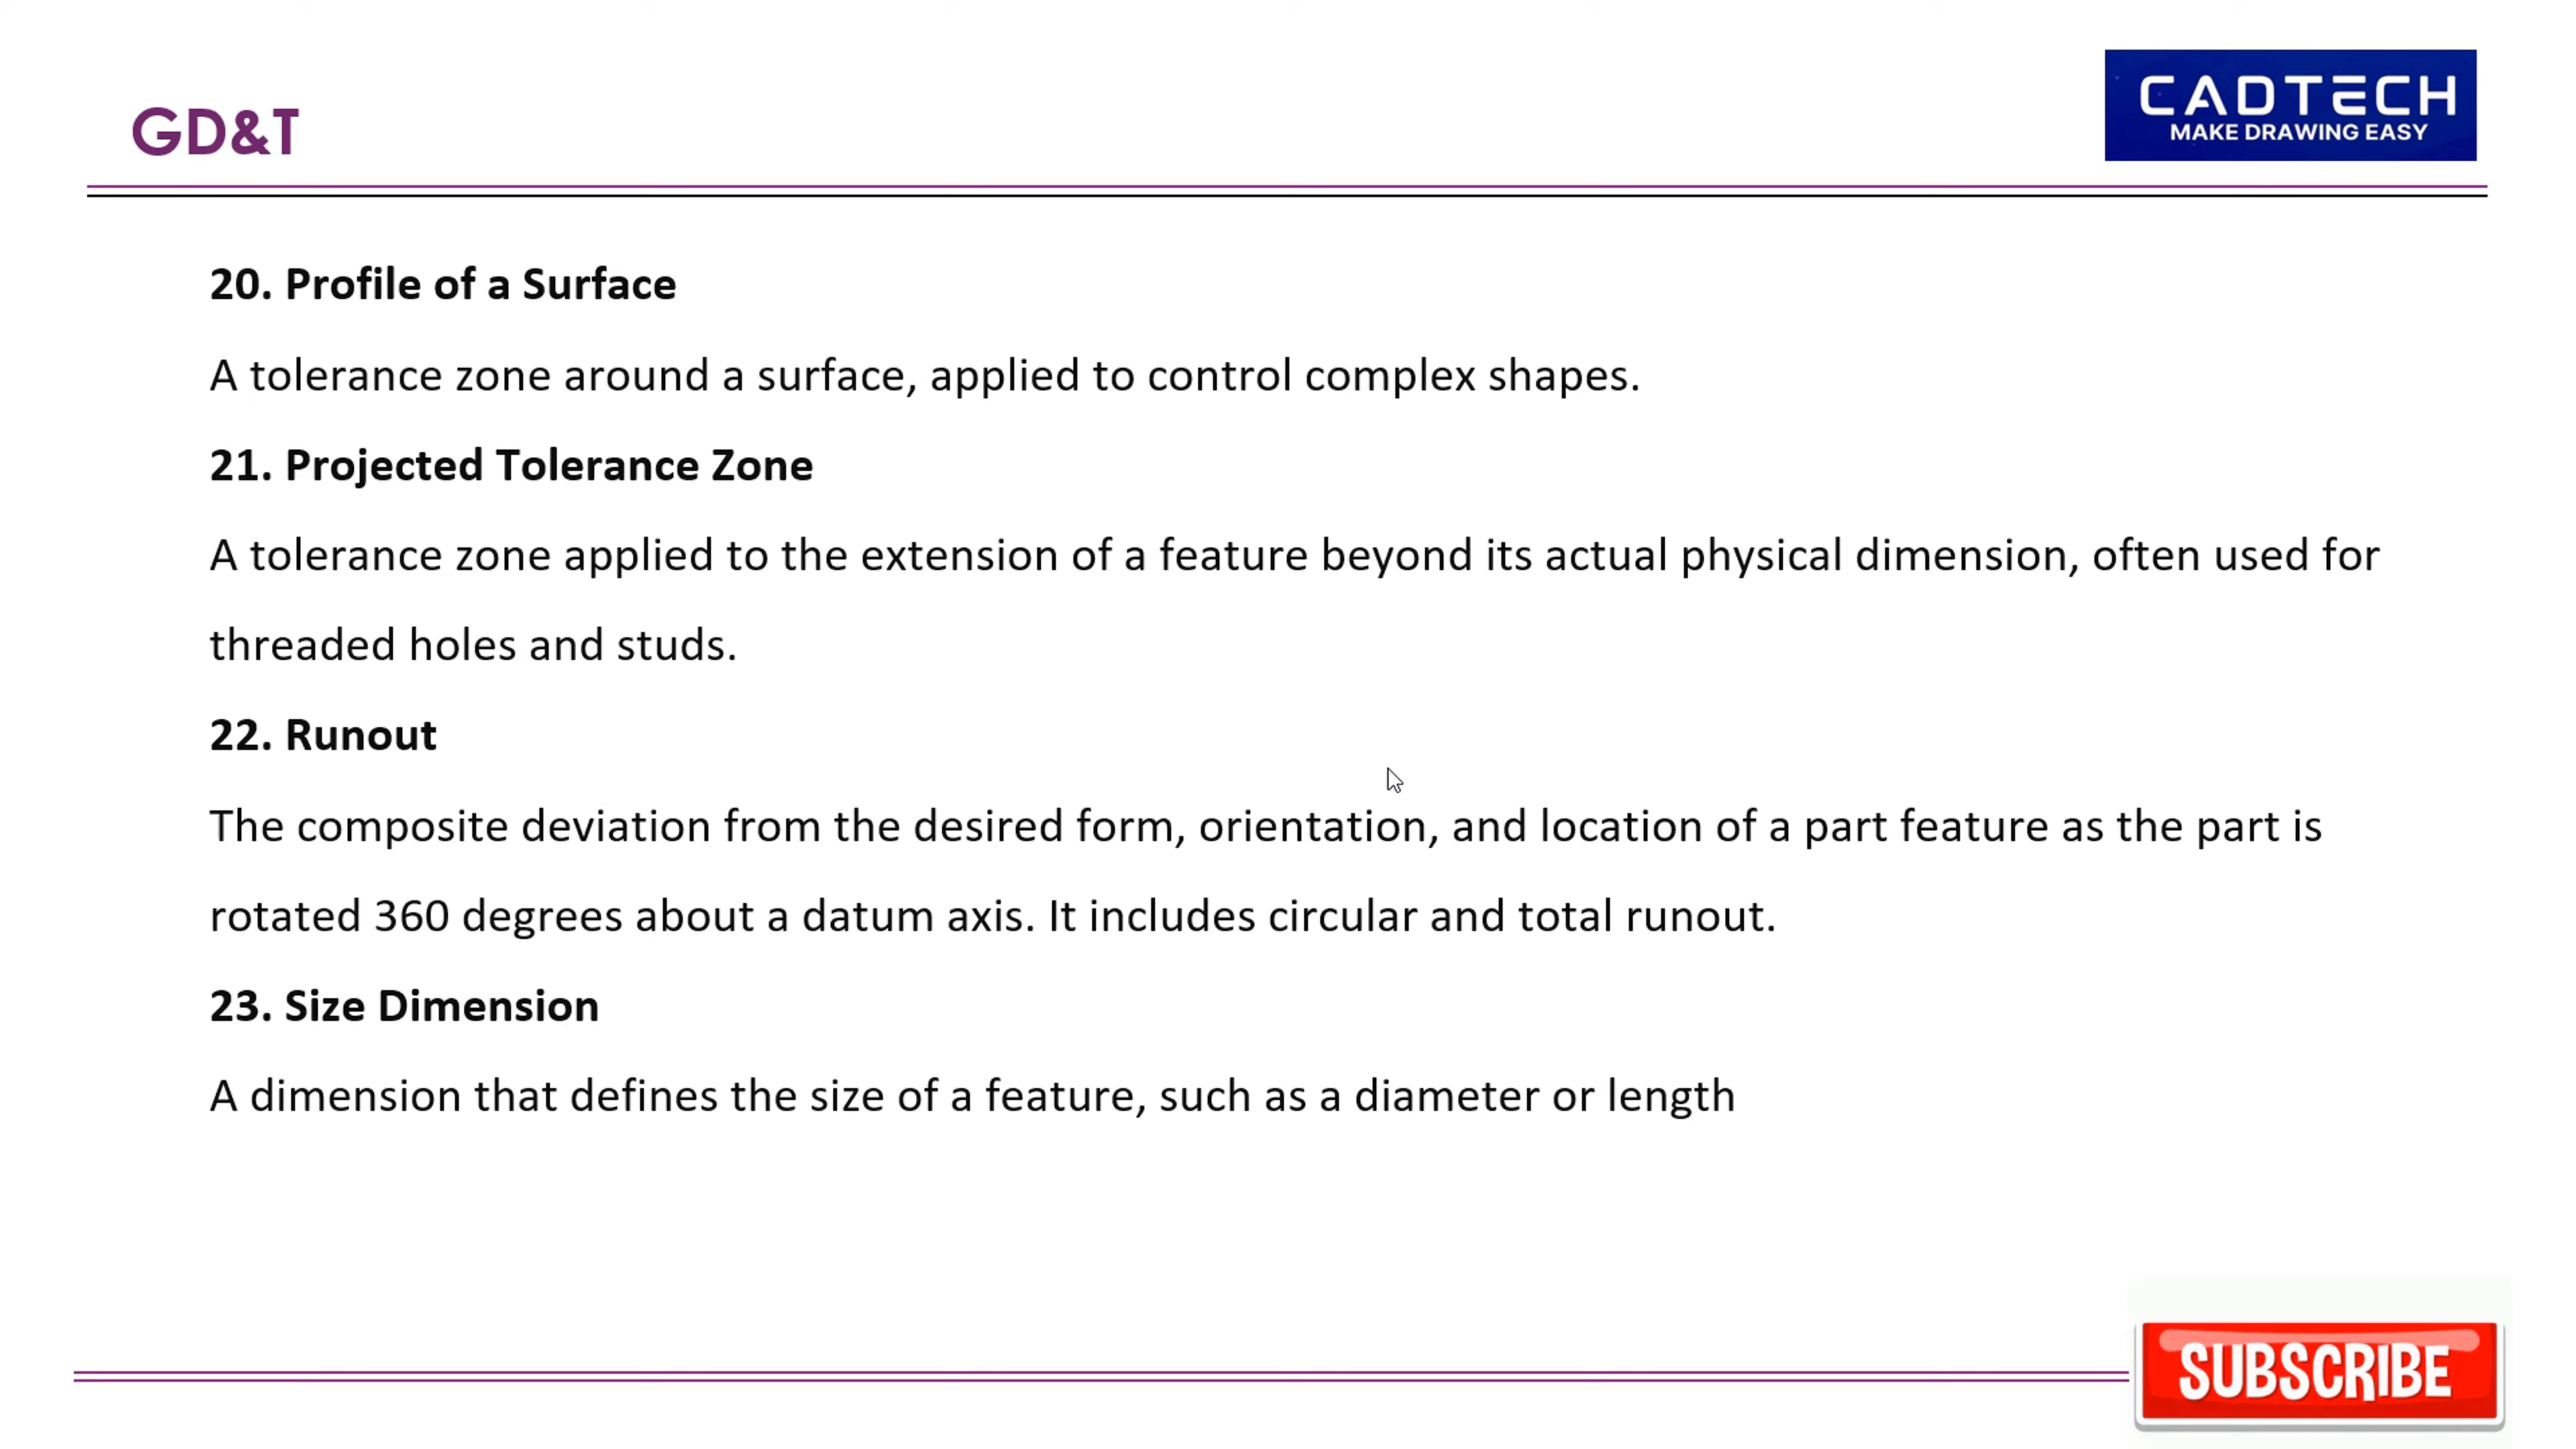 GD&T
CADTECH
MAKE DRAWING EASY
20. Profile of a Surface
A tolerance zone around a surface, applied to control complex shapes.
21. Projected Tolerance Zone
A tolerance zone applied to the extension of a feature beyond its actual physical dimension, often used for
threaded holes and studs.
22. Runout
The composite deviation from the desired form, orientation, and location of a part feature as the part is
rotated 360 degrees about a datum axis. It includes circular and total runout.
23. Size Dimension
A dimension that defines the size of a feature, such as a diameter or length
SUBSCRIBE